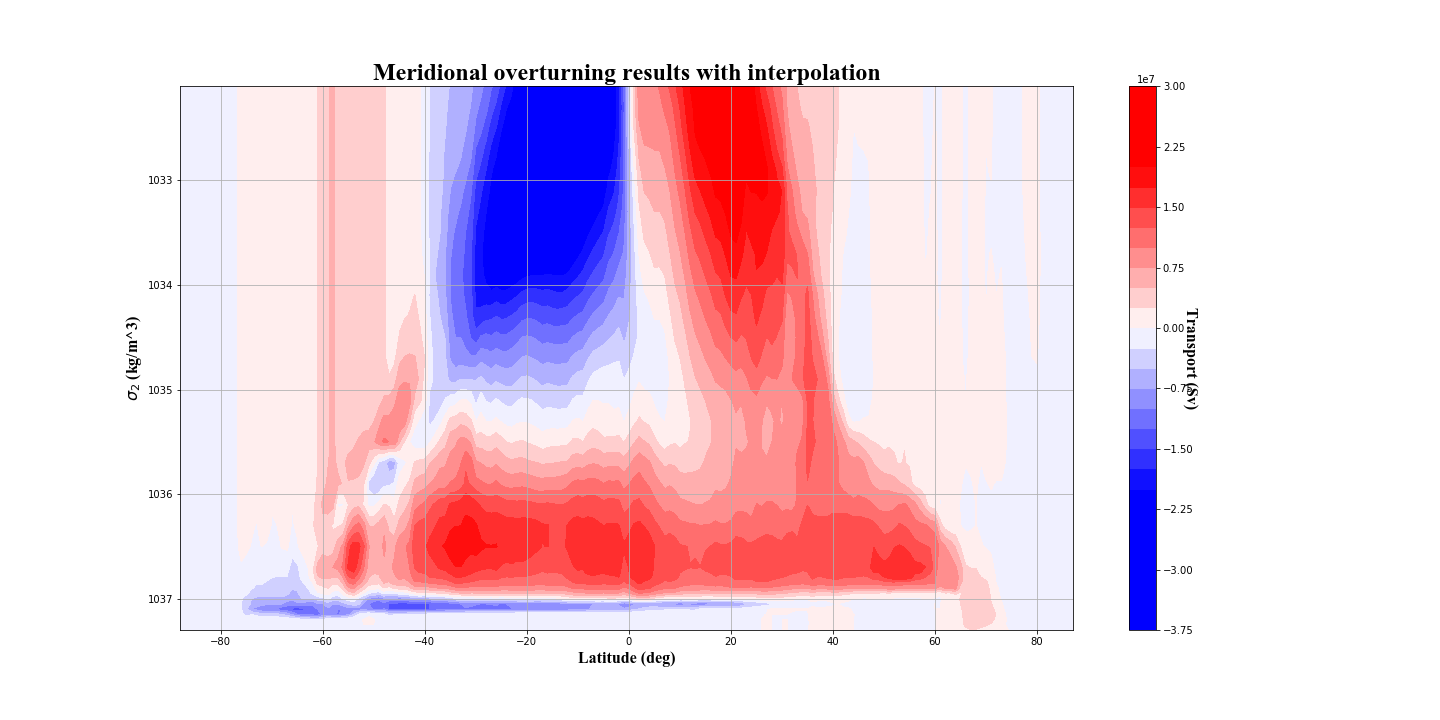 Meridional overturning results with interpolation
1e7
3.00
2.25
1.50
0.75
0.00
−0.75
−1.50
−2.25
−3.00
−3.75
Transport (Sv)
1033
1034
1035
1036
1037
σ2 (kg/m^3)
−80 −60 −40 −20 0 20 40 60 80
Latitude (deg)